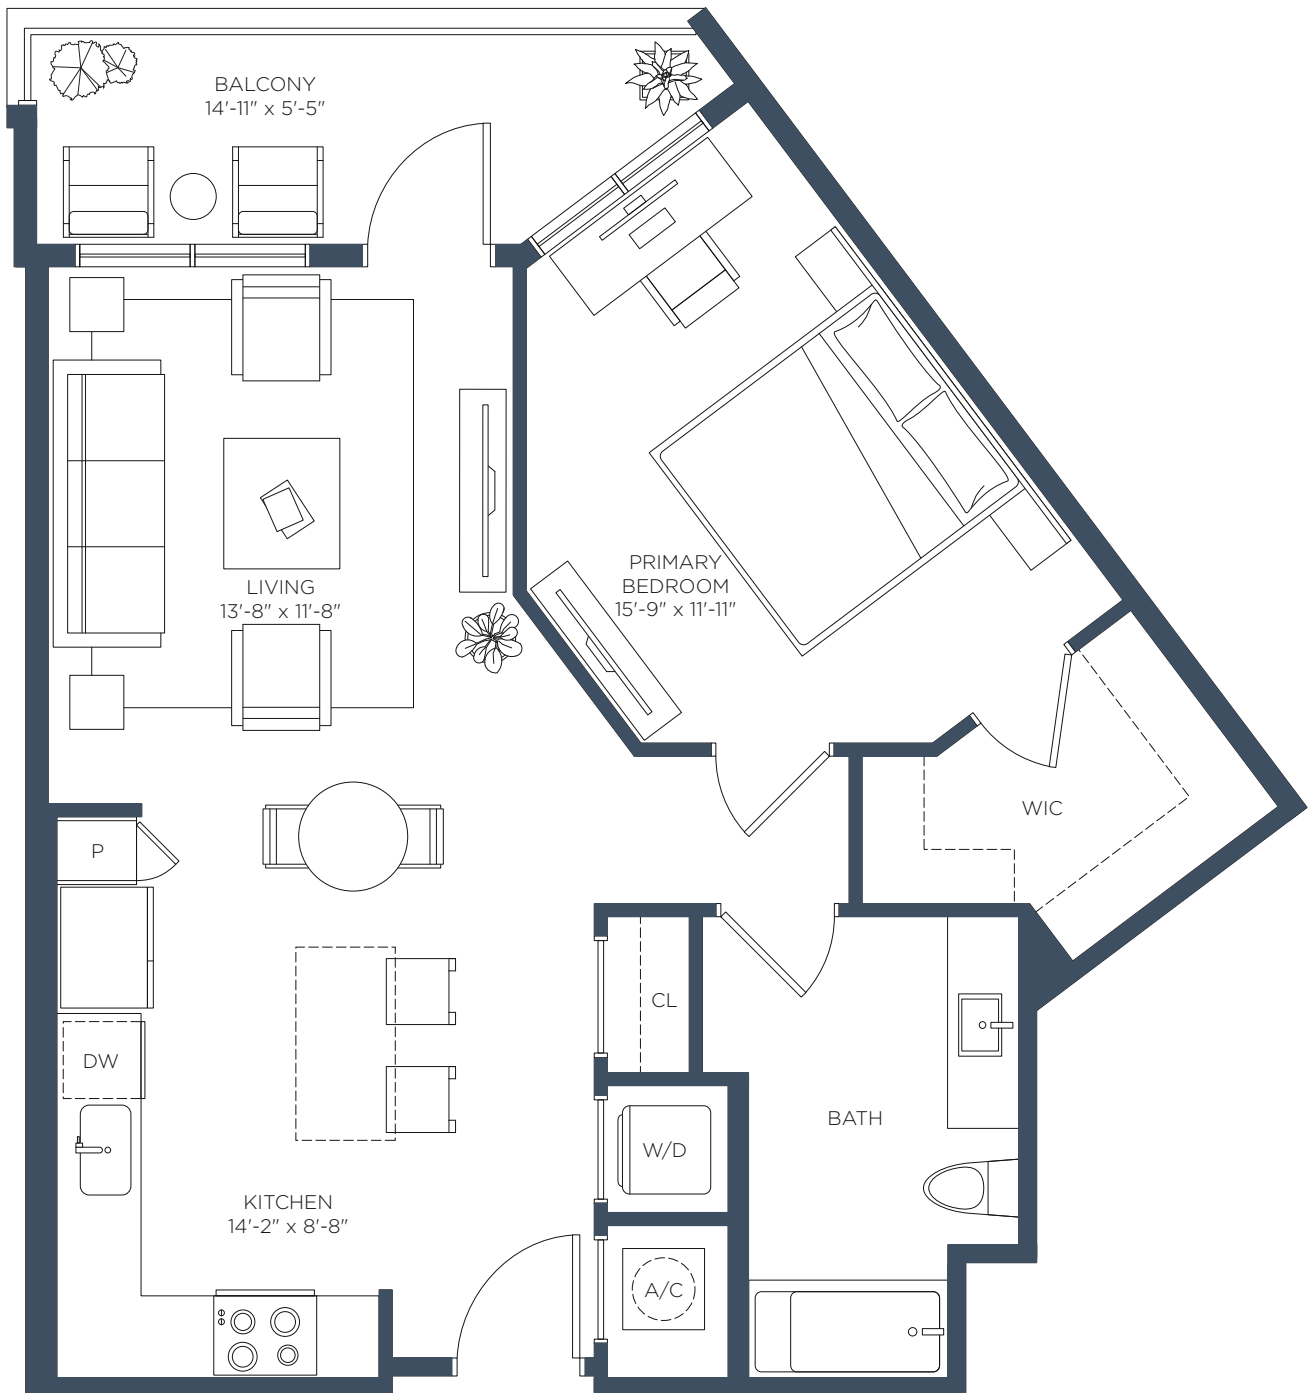 BALCONY
14'-11" x 5'-5"
LIVING
13'-8" x 11'-8"
PRIMARY
BEDROOM
15'-9" x 11'-11"
WIC
P
CL
DW
BATH
W/D
KITCHEN
14'-2" x 8'-8"
A/C